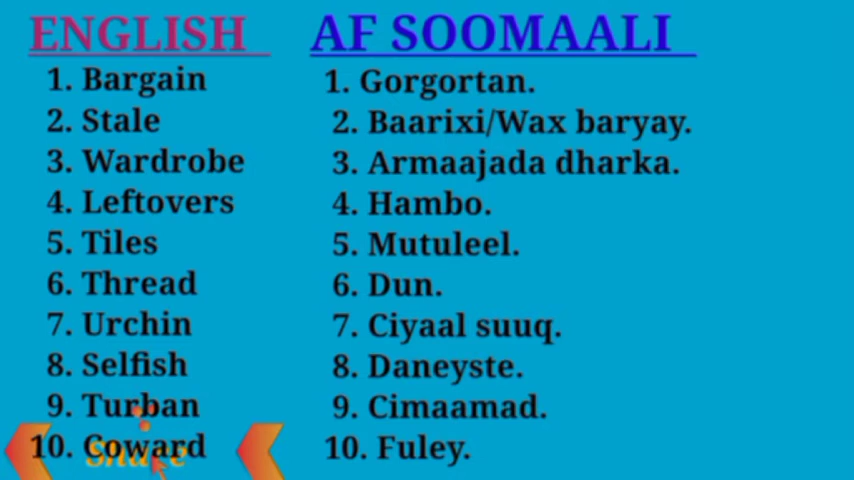 ENGLISH AF SOOMAALI
1. Bargain 1. Gorgortan.
2. Stale 2. Baarixi/Wax baryay.
3. Wardrobe 3. Armaajada dharka.
4. Leftovers 4. Hambo.
5. Tiles 5. Mutuleel.
6. Thread 6. Dun.
7. Urchin 7. Ciyaal suuq.
8. Selfish 8. Daneyste.
9. Turban 9. Cimaamad.
10. Coward 10. Fuley.